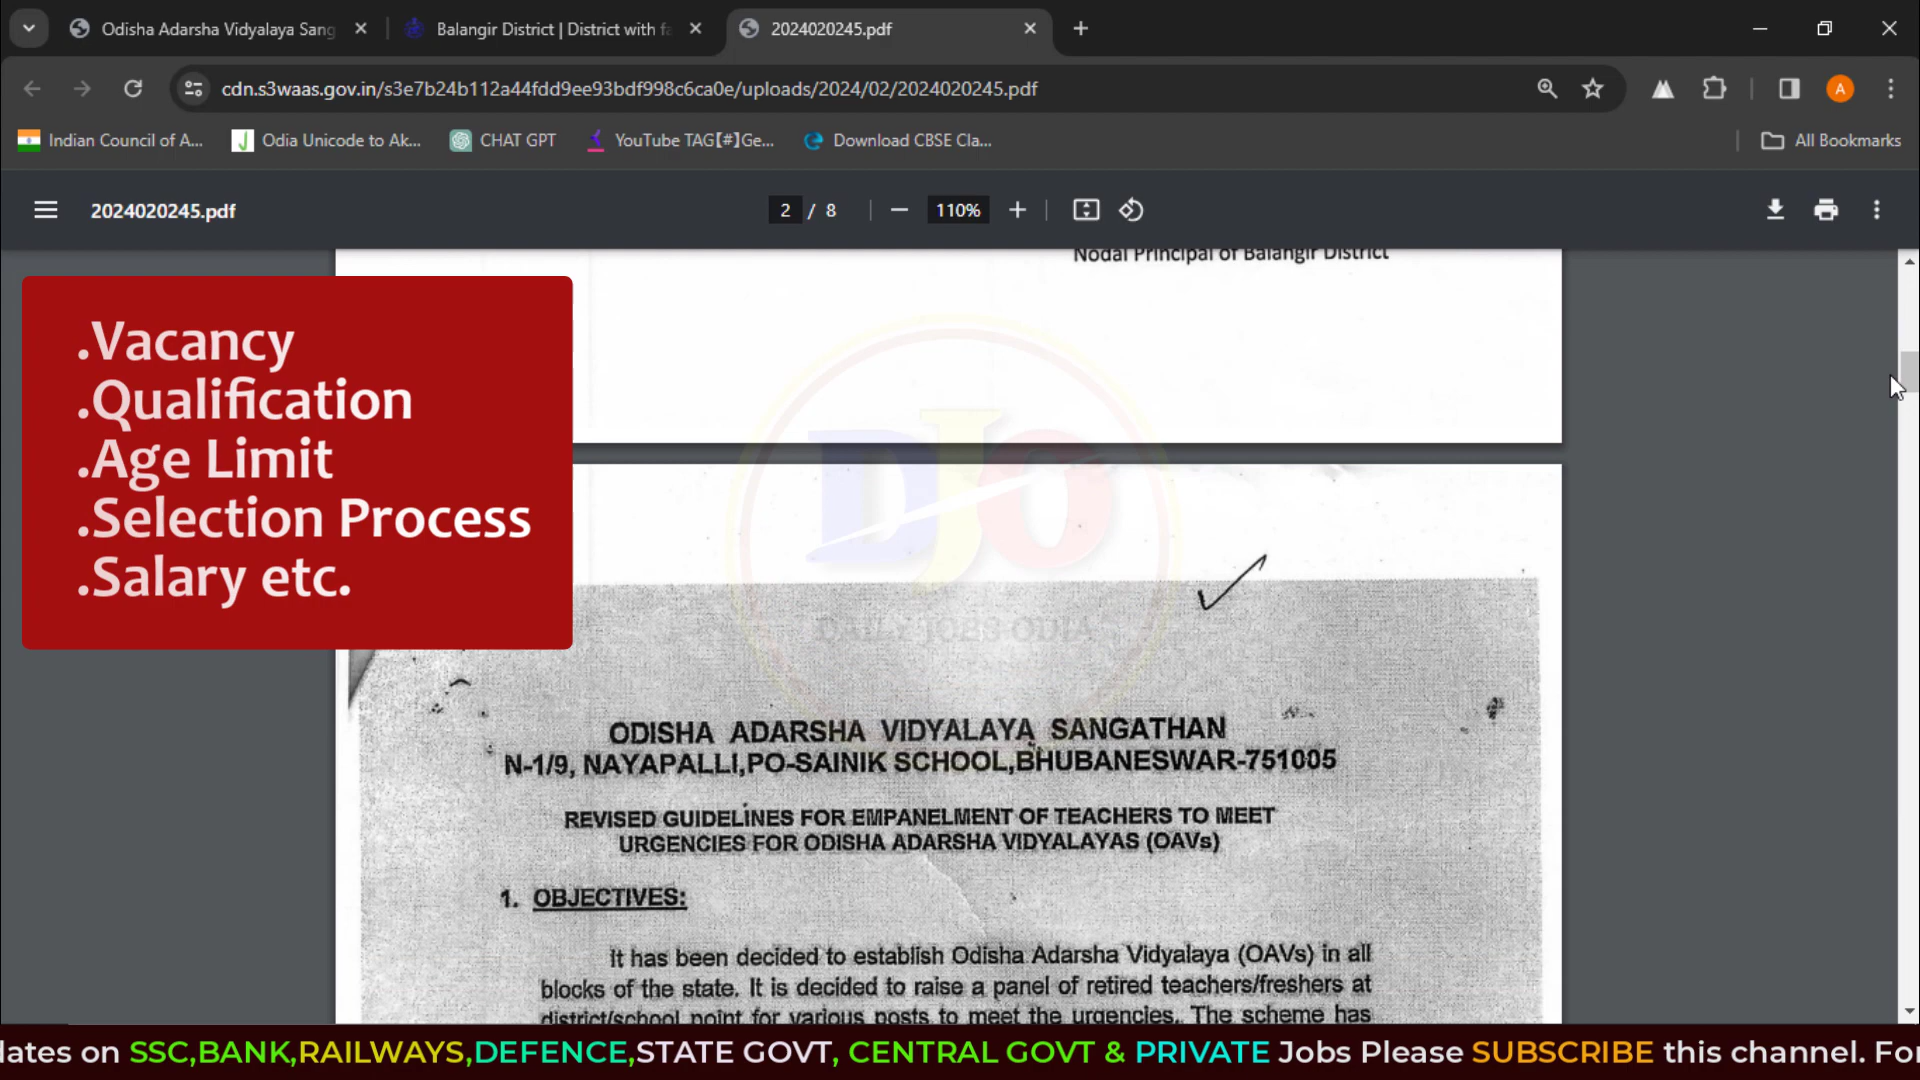 Odisha Adarsha Vidyalaya Sang
Balangir District | District with fa
2024020245.pdf
cdn.s3waas.gov.in/s3e7b24b112a44fdd9ee93bdf998c6ca0e/uploads/2024/02/2024020245.pdf
A
Indian Council of A...
Odia Unicode to Ak...
CHAT GPT
YouTube TAG【#】Ge...
Download CBSE Cla...
All Bookmarks
2024020245.pdf
2 / 8
110%
Nodal Principal of Balangir District
.Vacancy
.Qualification
.Age Limit
.Selection Process
.Salary etc.
DJO
DAILY JOBS ODIA
ODISHA ADARSHA VIDYALAYA SANGATHAN
N-1/9, NAYAPALLI,PO-SAINIK SCHOOL,BHUBANESWAR-751005
REVISED GUIDELINES FOR EMPANELMENT OF TEACHERS TO MEET
URGENCIES FOR ODISHA ADARSHA VIDYALAYAS (OAVs)
1. OBJECTIVES:
It has been decided to establish Odisha Adarsha Vidyalaya (OAVs) in all
blocks of the state. It is decided to raise a panel of retired teachers/freshers at
district/school point for various posts to meet the urgencies. The scheme has
dates on SSC,BANK,RAILWAYS,DEFENCE,STATE GOVT, CENTRAL GOVT & PRIVATE Jobs Please SUBSCRIBE this channel. For